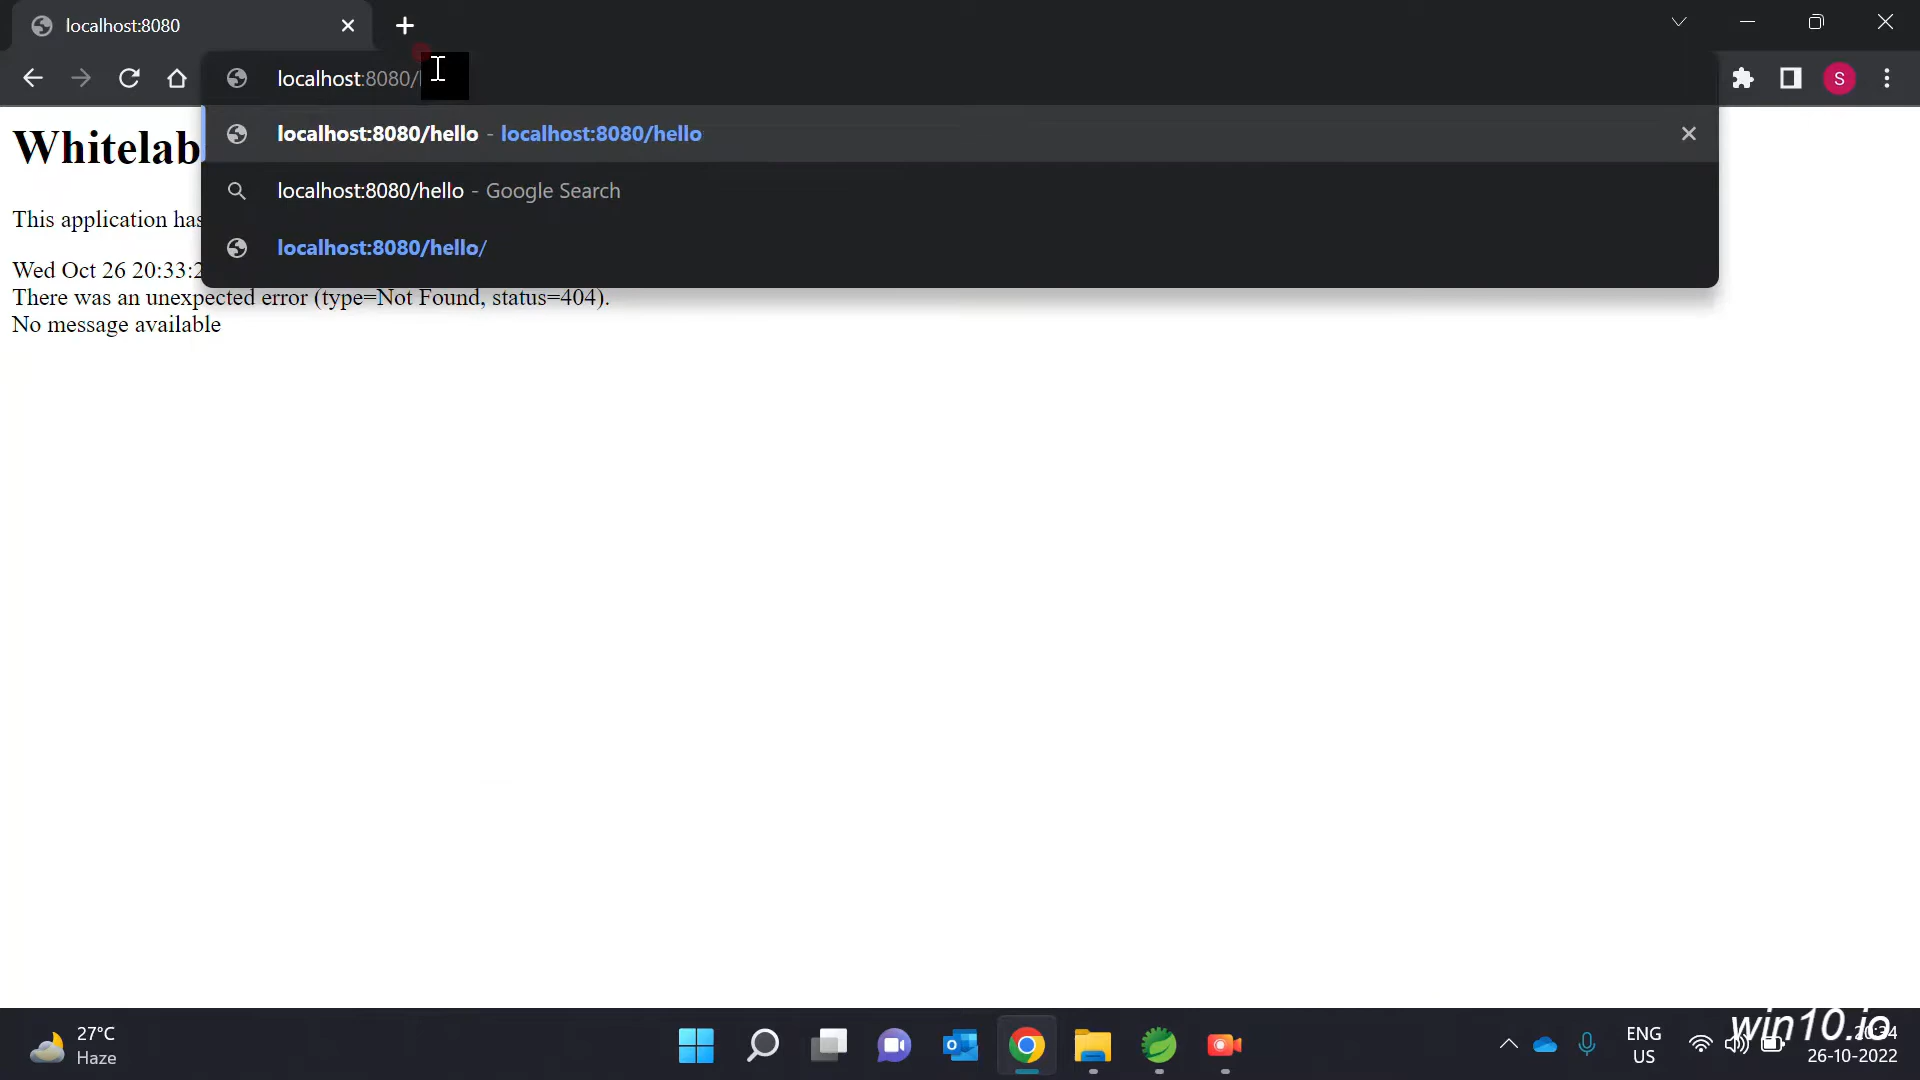 localhost:8080
localhost:8080/
localhost:8080/hello - localhost:8080/hello
localhost:8080/hello - Google Search
localhost:8080/hello/
Whitelab
This application has
Wed Oct 26 20:33:2
There was an unexpected error (type=Not Found, status=404).
No message available
S
27°C
Haze
ENG
US
20:34
26-10-2022
win10.io